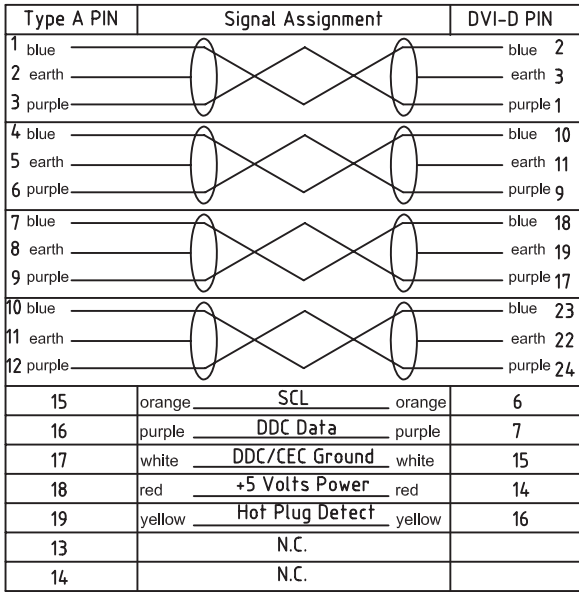 Type A PIN Signal Assignment DVI-D PIN
1 blue blue 2
2 earth earth 3
3 purple purple 1
4 blue blue 10
5 earth earth 11
6 purple purple 9
7 blue blue 18
8 earth earth 19
9 purple purple 17
10 blue blue 23
11 earth earth 22
12 purple purple 24
15 orange SCL orange 6
16 purple DDC Data purple 7
17 white DDC/CEC Ground white 15
18 red +5 Volts Power red 14
19 yellow Hot Plug Detect yellow 16
13 N.C.
14 N.C.